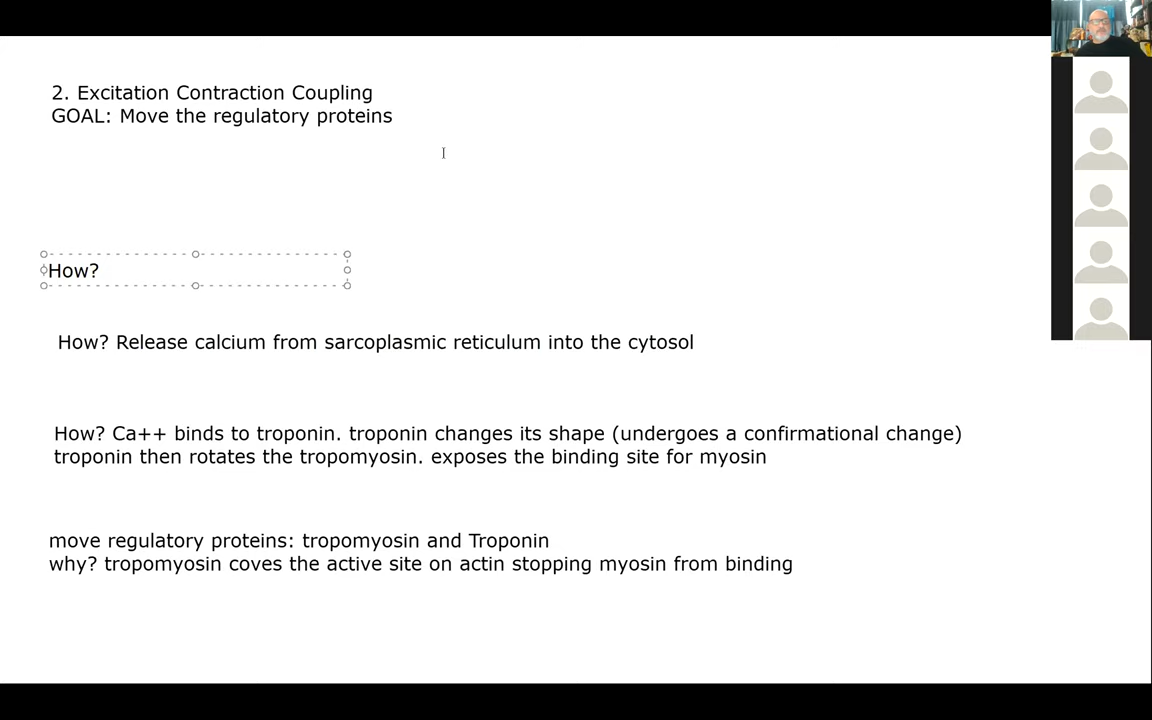 2. Excitation Contraction Coupling
GOAL: Move the regulatory proteins
How?
How? Release calcium from sarcoplasmic reticulum into the cytosol
How? Ca++ binds to troponin. troponin changes its shape (undergoes a confirmational change)
troponin then rotates the tropomyosin. exposes the binding site for myosin
move regulatory proteins: tropomyosin and Troponin
why? tropomyosin coves the active site on actin stopping myosin from binding